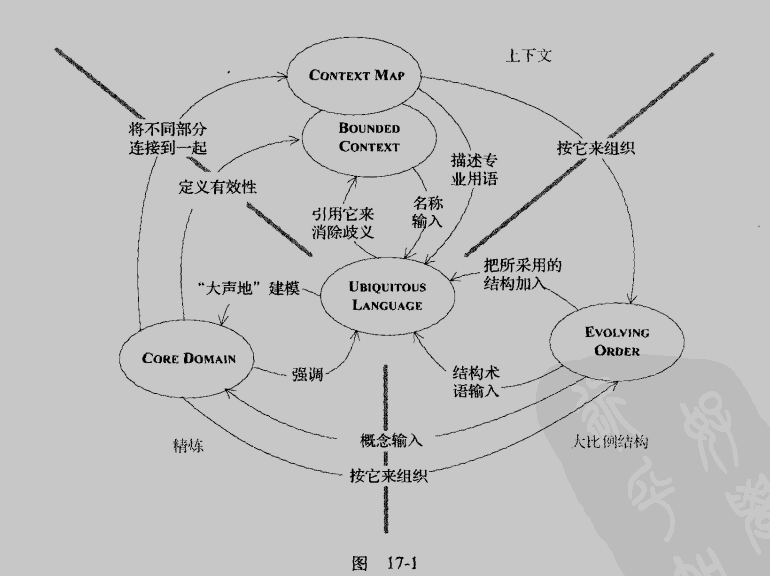 上下文
CONTEXT MAP
BOUNDED
CONTEXT
将不同部分
连接到一起
定义有效性
描述专
业用语
按它来组织
引用它来
消除歧义
名称
输入
把所采用的
结构加入
“大声地”建模
UBIQUITOUS
LANGUAGE
EVOLVING
ORDER
CORE DOMAIN
强调
结构术
语输入
精炼
概念输入
大比例结构
按它来组织
图 17-1